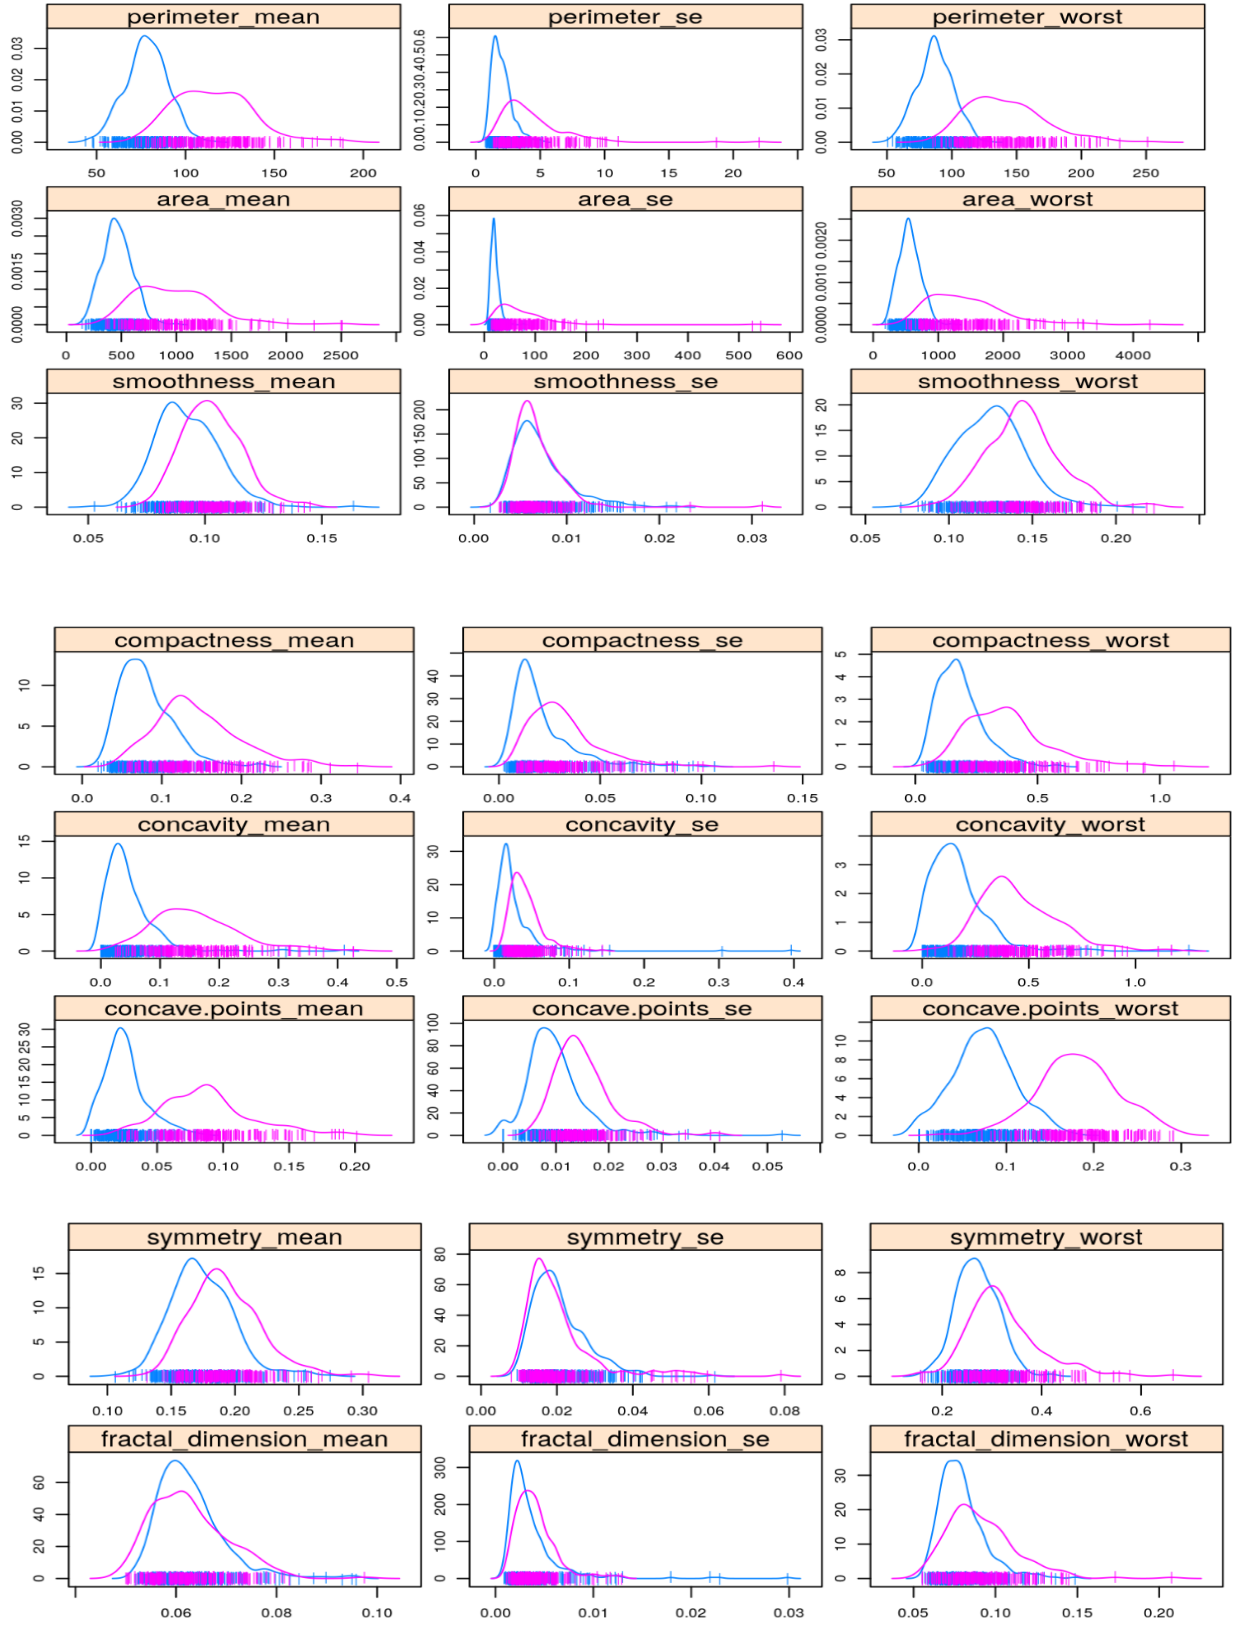 perimeter_mean perimeter_se perimeter_worst
0.00 0.01 0.02 0.03
0.00.10.20.30.40.50.6
0.00 0.01 0.02 0.03
50 100 150 200
0 5 10 15 20
50 100 150 200 250
area_mean area_se area_worst
0.0000 0.0015 0.0030
0.00 0.02 0.04 0.06
0.0000 0.0010 0.0020
0 500 1000 1500 2000 2500
0 100 200 300 400 500 600
0 1000 2000 3000 4000
smoothness_mean smoothness_se smoothness_worst
0 10 20 30
0 50 100 150 200
0 5 10 15 20
0.05 0.10 0.15
0.00 0.01 0.02 0.03
0.05 0.10 0.15 0.20
compactness_mean compactness_se compactness_worst
0 5 10
0 10 20 30 40
0 1 2 3 4 5
0.0 0.1 0.2 0.3 0.4
0.00 0.05 0.10 0.15
0.0 0.5 1.0
concavity_mean concavity_se concavity_worst
0 5 10 15
0 10 20 30
0 1 2 3
0.0 0.1 0.2 0.3 0.4 0.5
0.0 0.1 0.2 0.3 0.4
0.0 0.5 1.0
concave.points_mean concave.points_se concave.points_worst
0 5 10 15 20 25 30
0 20 40 60 80 100
0 2 4 6 8 10
0.00 0.05 0.10 0.15 0.20
0.00 0.01 0.02 0.03 0.04 0.05
0.0 0.1 0.2 0.3
symmetry_mean symmetry_se symmetry_worst
0 5 10 15
0 20 40 60 80
0 2 4 6 8
0.10 0.15 0.20 0.25 0.30
0.00 0.02 0.04 0.06 0.08
0.2 0.4 0.6
fractal_dimension_mean fractal_dimension_se fractal_dimension_worst
0 20 40 60
0 100 200 300
0 10 20 30
0.06 0.08 0.10
0.00 0.01 0.02 0.03
0.05 0.10 0.15 0.20